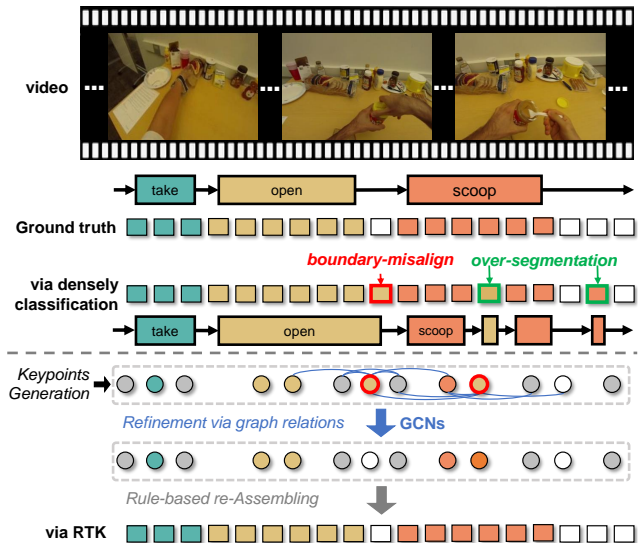 video
... ... ... ...
take open scoop
Ground truth
boundary-misalign over-segmentation
via densely
classification
take open scoop
Keypoints
Generation
Refinement via graph relations GCNs
Rule-based re-Assembling
via RTK